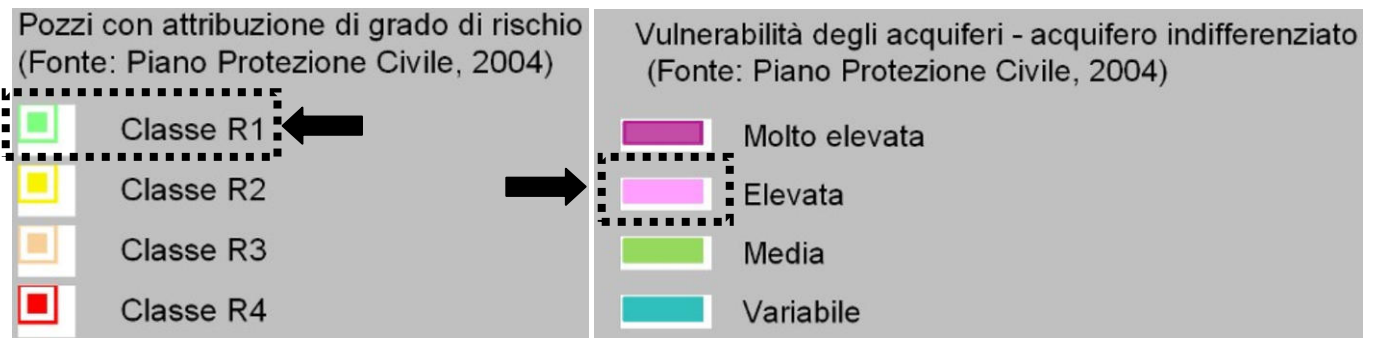 Pozzi con attribuzione di grado di rischio
(Fonte: Piano Protezione Civile, 2004)
Classe R1
Classe R2
Classe R3
Classe R4
Vulnerabilità degli acquiferi - acquifero indifferenziato
(Fonte: Piano Protezione Civile, 2004)
Molto elevata
Elevata
Media
Variabile